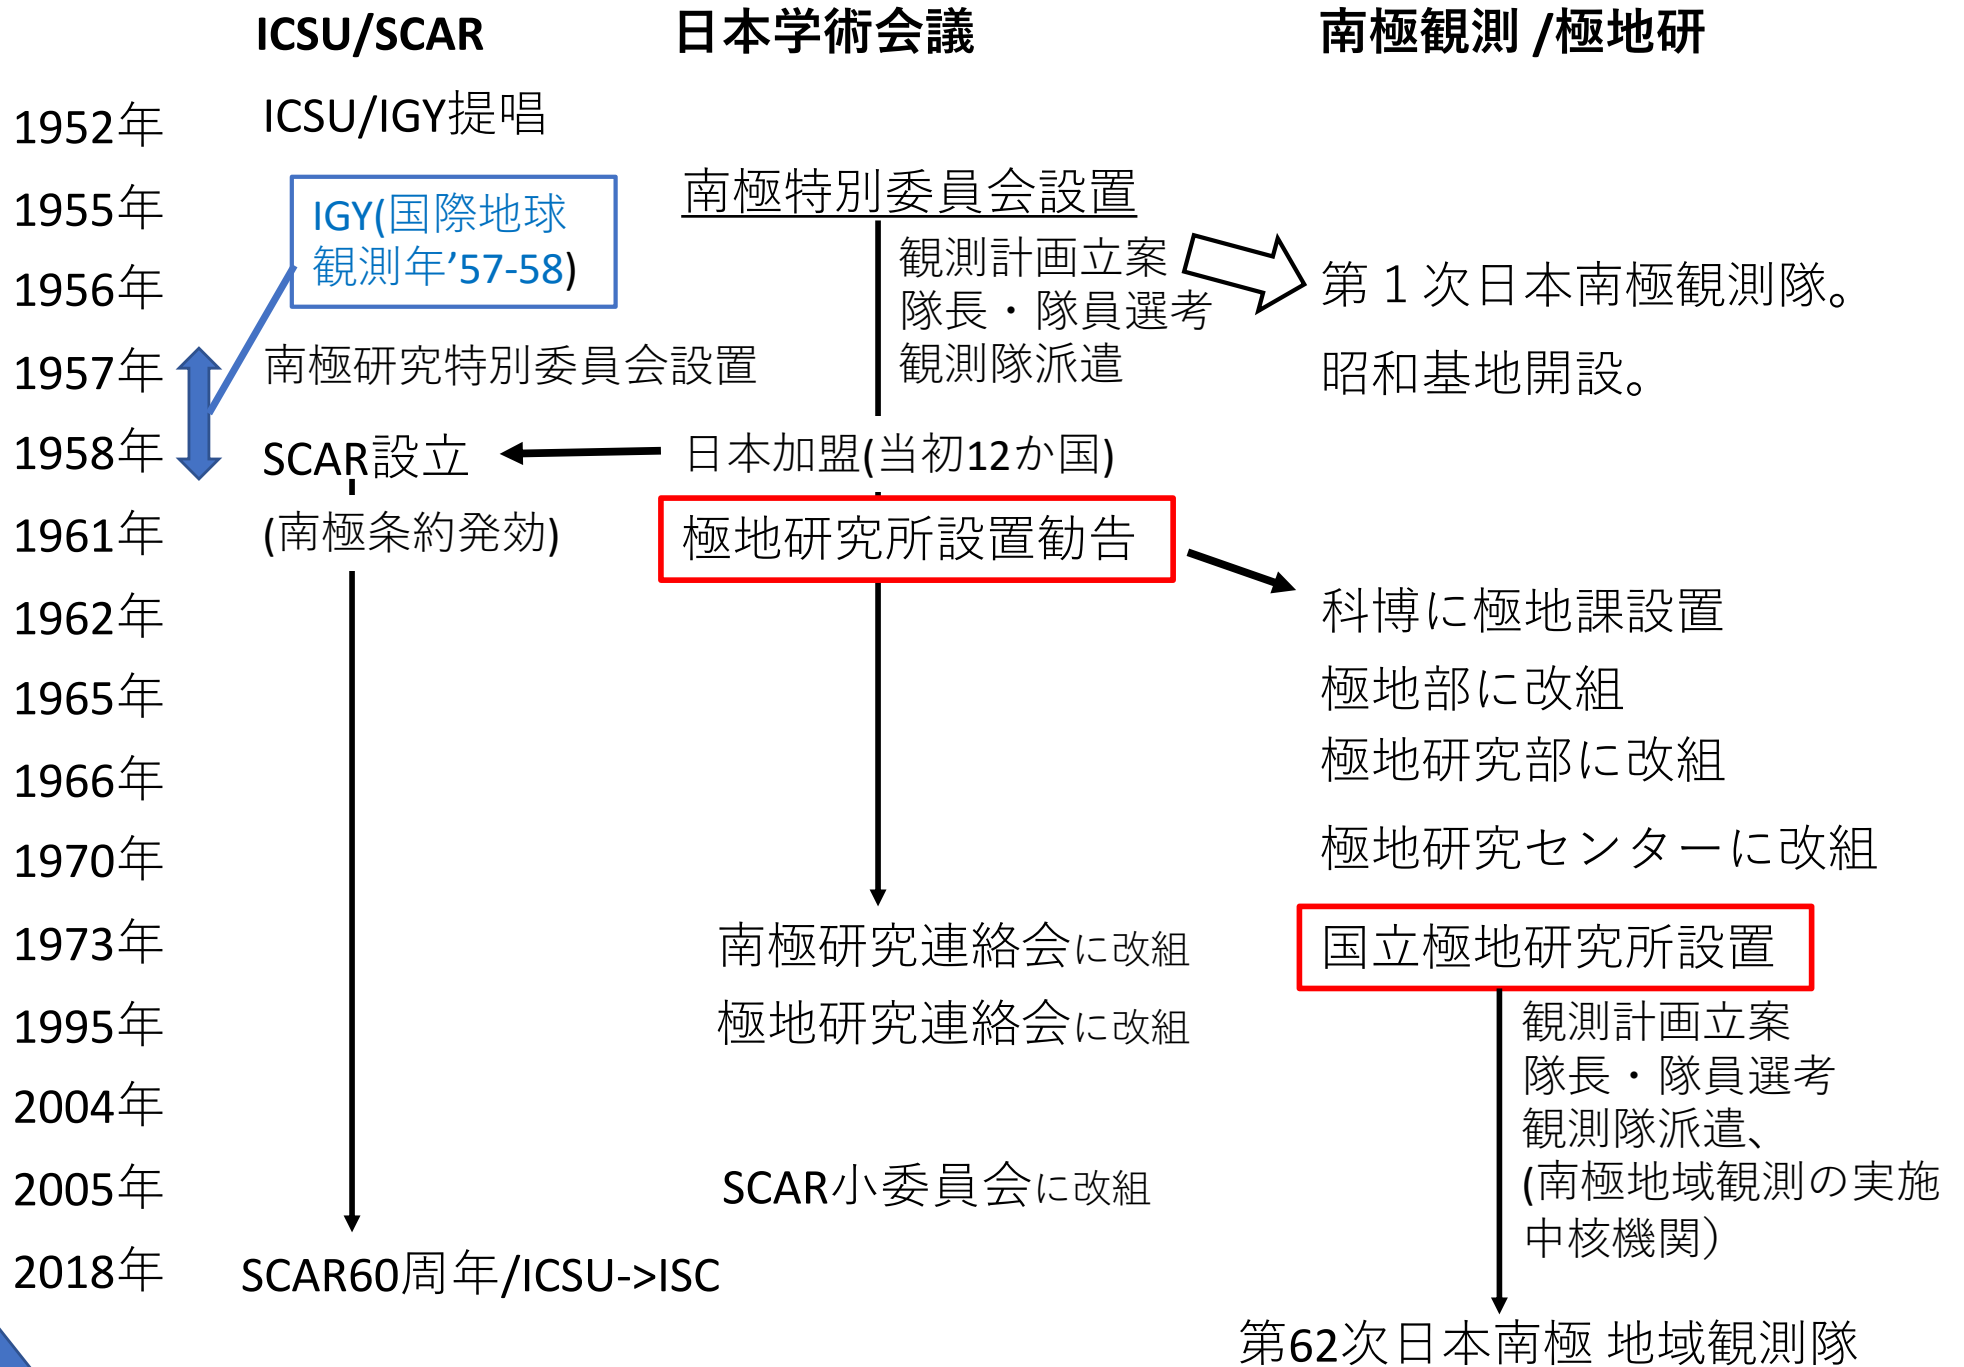 ICSU/SCAR
日本学術会議
南極観測 /極地研
1952年
ICSU/IGY提唱
1955年
IGY(国際地球
観測年’57-58)
南極特別委員会設置
観測計画立案
隊長・隊員選考
観測隊派遣
1956年
第１次日本南極観測隊。
1957年
南極研究特別委員会設置
昭和基地開設。
1958年
SCAR設立
日本加盟(当初12か国)
1961年
(南極条約発効)
極地研究所設置勧告
1962年
科博に極地課設置
1965年
極地部に改組
1966年
極地研究部に改組
1970年
極地研究センターに改組
1973年
南極研究連絡会に改組
国立極地研究所設置
1995年
極地研究連絡会に改組
観測計画立案
隊長・隊員選考
観測隊派遣、
(南極地域観測の実施
中核機関）
2004年
2005年
SCAR小委員会に改組
2018年
SCAR60周年/ICSU->ISC
第62次日本南極 地域観測隊